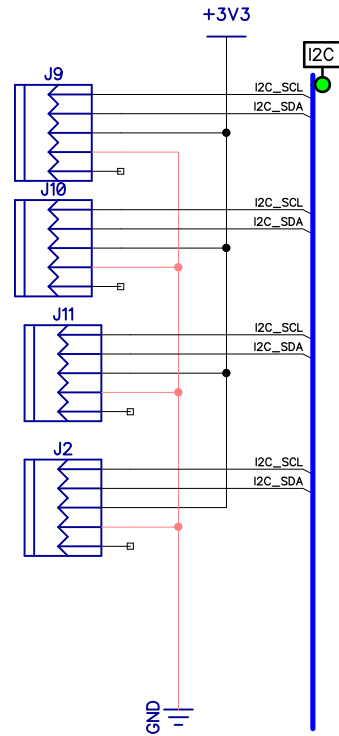 +3V3
I2C
J9
I2C_SCL
I2C_SDA
J10
I2C_SCL
I2C_SDA
J11
I2C_SCL
I2C_SDA
J2
I2C_SCL
I2C_SDA
GND